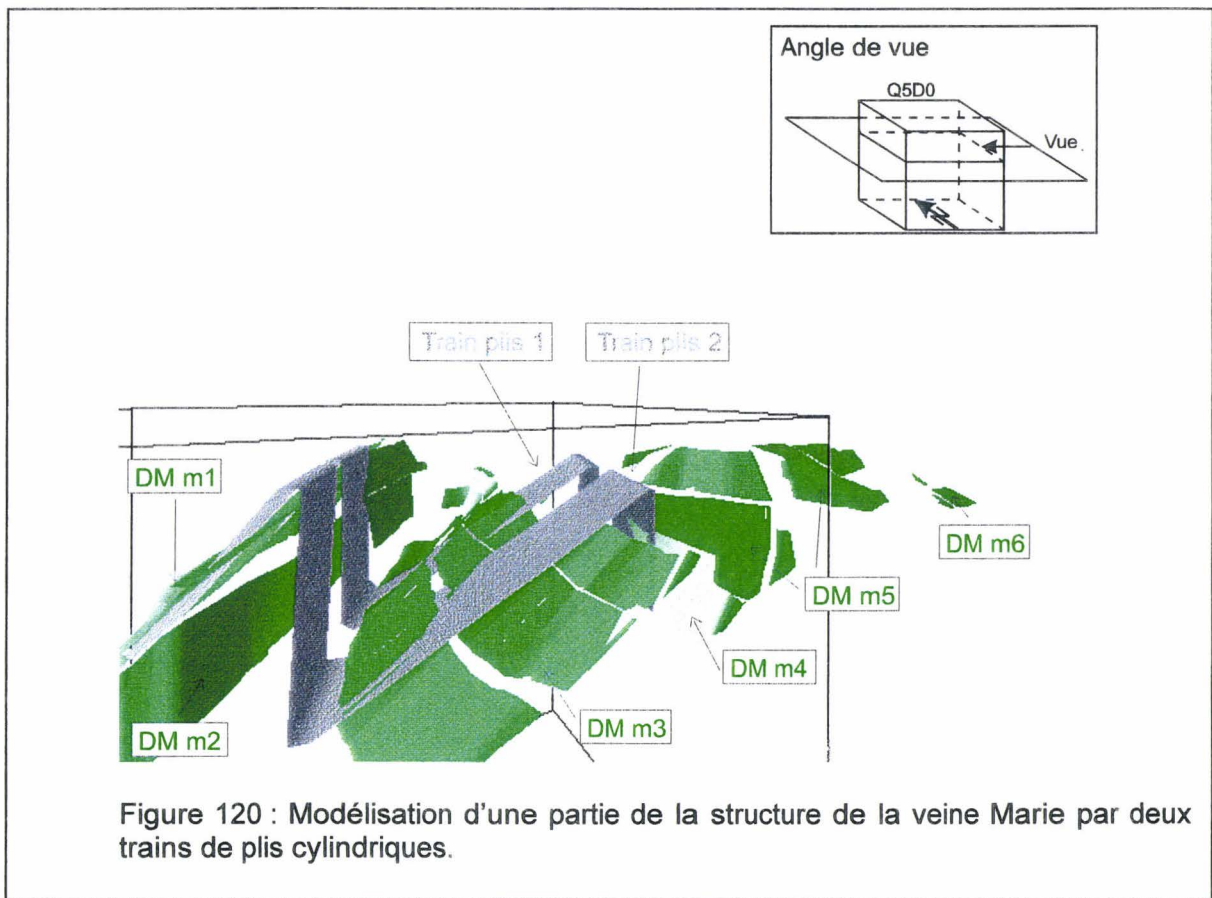 Angle de vue
Q5D0
Vue
Train plis 1
Train plis 2
DM m1
DM m6
DM m5
DM m4
DM m3
DM m2
Figure 120 : Modélisation d'une partie de la structure de la veine Marie par deux
trains de plis cylindriques.